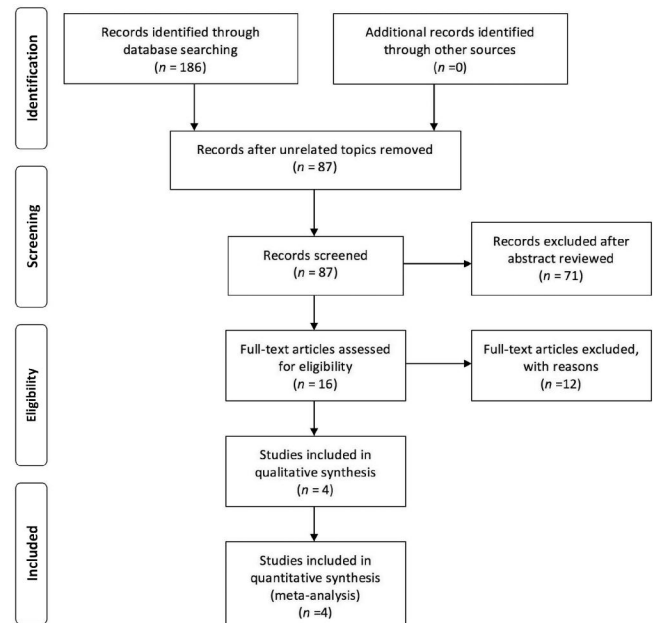 Identification
Records identified through
database searching
(n = 186)
Additional records identified
through other sources
(n =0)
Records after unrelated topics removed
(n = 87)
Screening
Records screened
(n = 87)
Records excluded after
abstract reviewed
(n = 71)
Eligibility
Full-text articles assessed
for eligibility
(n = 16)
Full-text articles excluded,
with reasons
(n =12)
Studies included in
qualitative synthesis
(n = 4)
Included
Studies included in
quantitative synthesis
(meta-analysis)
(n =4)